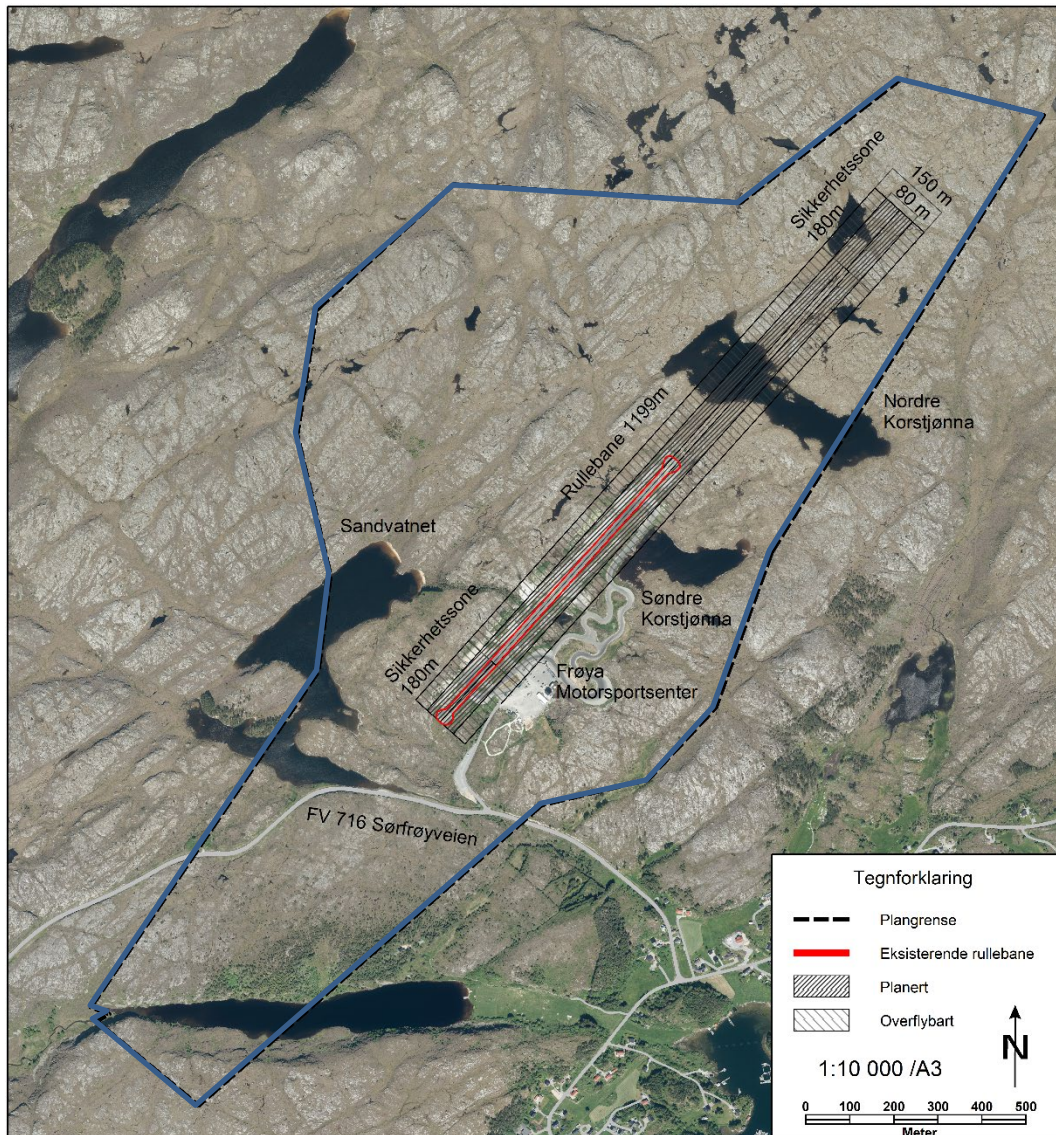 150 m
80 m
Sikkerhetssone
180m
Nordre
Korstjønna
Rullebane 1199m
Sandvatnet
Søndre
Korstjønna
Sikkerhetssone
180m
Frøya
Motorsportsenter
FV 716 Sørfrøyveien
Tegnforklaring
Plangrense
Eksisterende rullebane
Planert
Overflybart
N
1:10 000 /A3
0 100 200 300 400 500
Meter